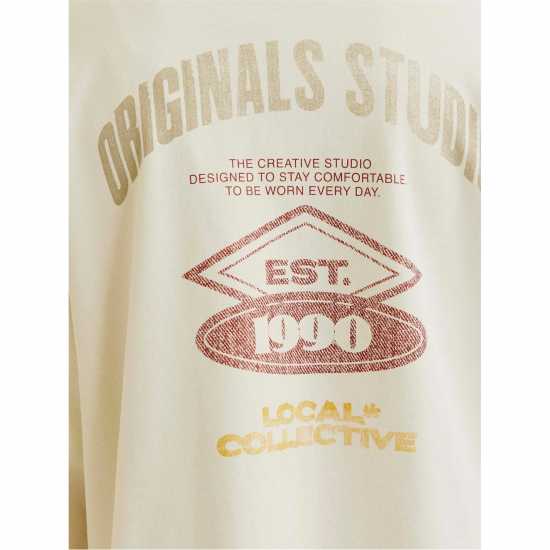 ORIGINALS STUDI
THE CREATIVE STUDIO
DESIGNED TO STAY COMFORTABLE
TO BE WORN EVERY DAY.
EST.
1990
LOCAL*
COLLECTIVE